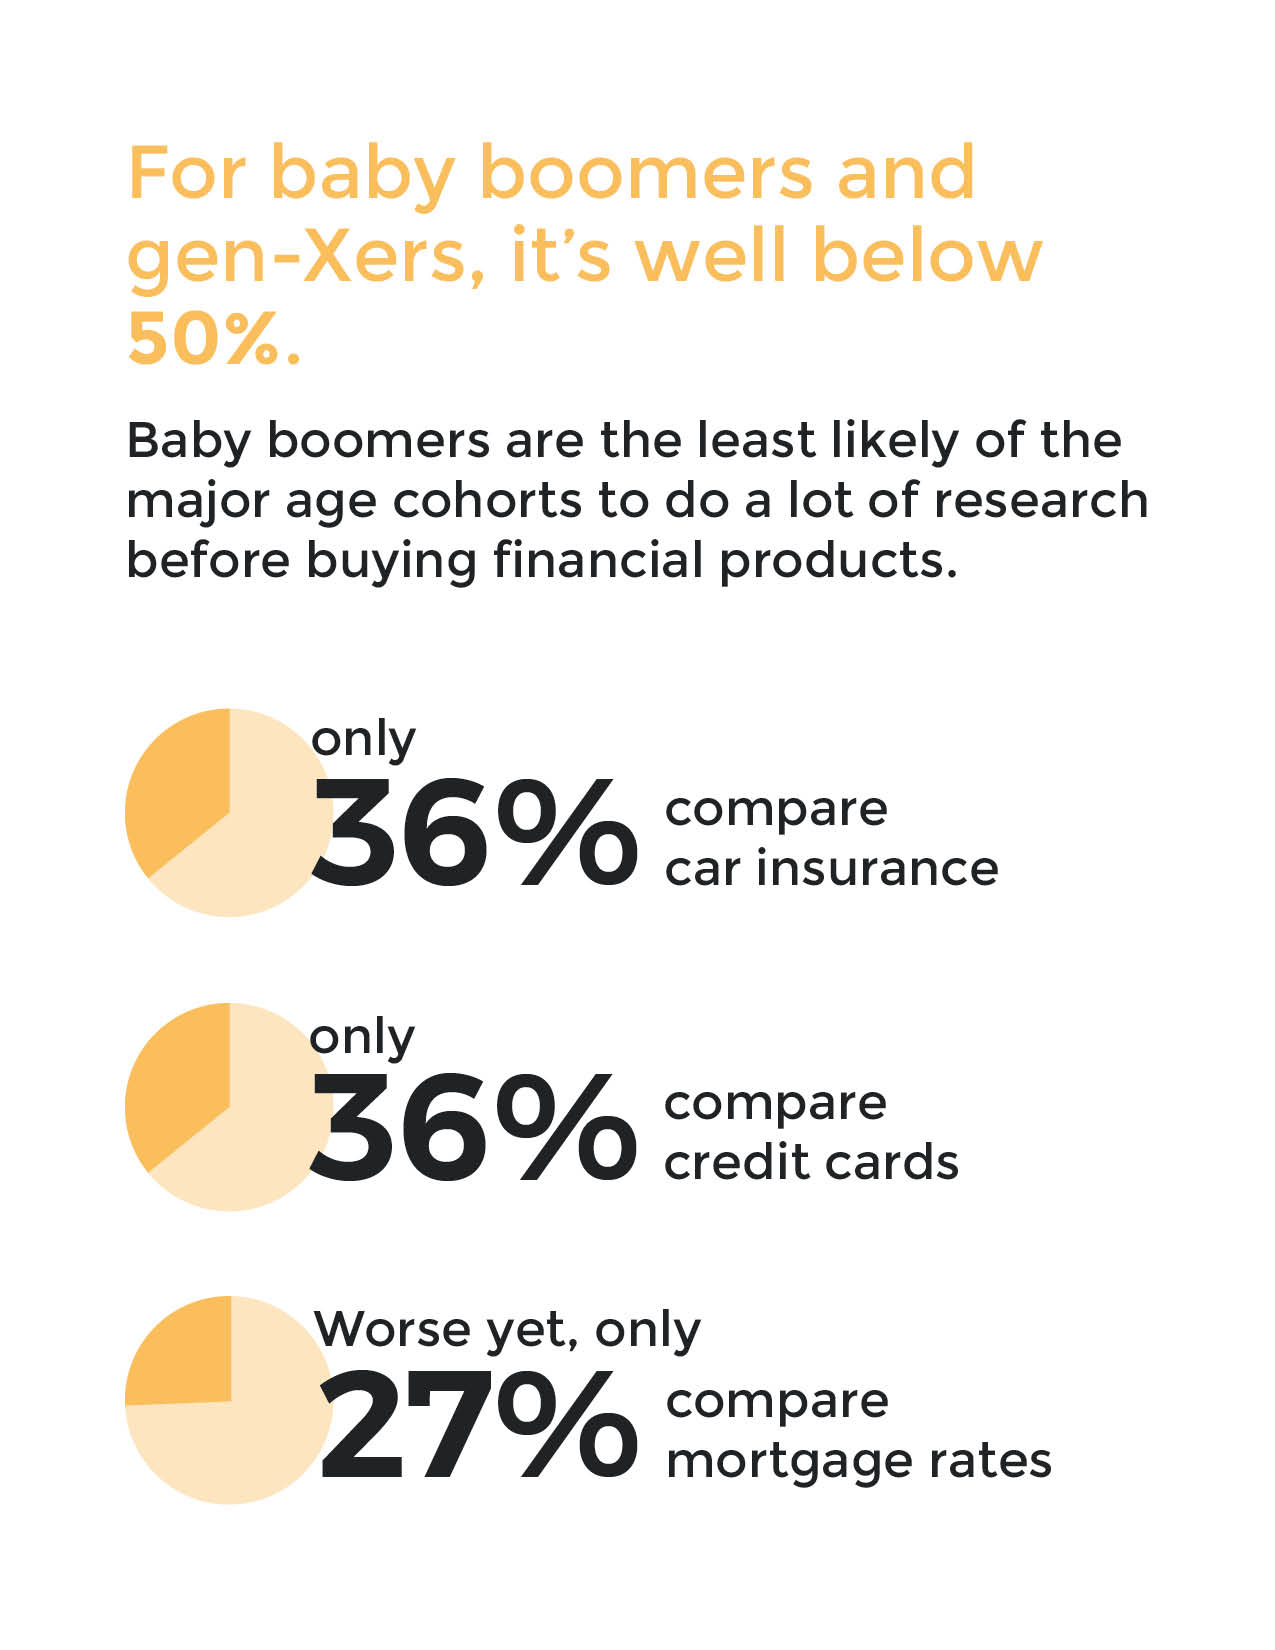 For baby boomers and
gen-Xers, it’s well below
50%.
Baby boomers are the least likely of the
major age cohorts to do a lot of research
before buying financial products.
only
36%
compare
car insurance
only
36%
compare
credit cards
Worse yet, only
27%
compare
mortgage rates